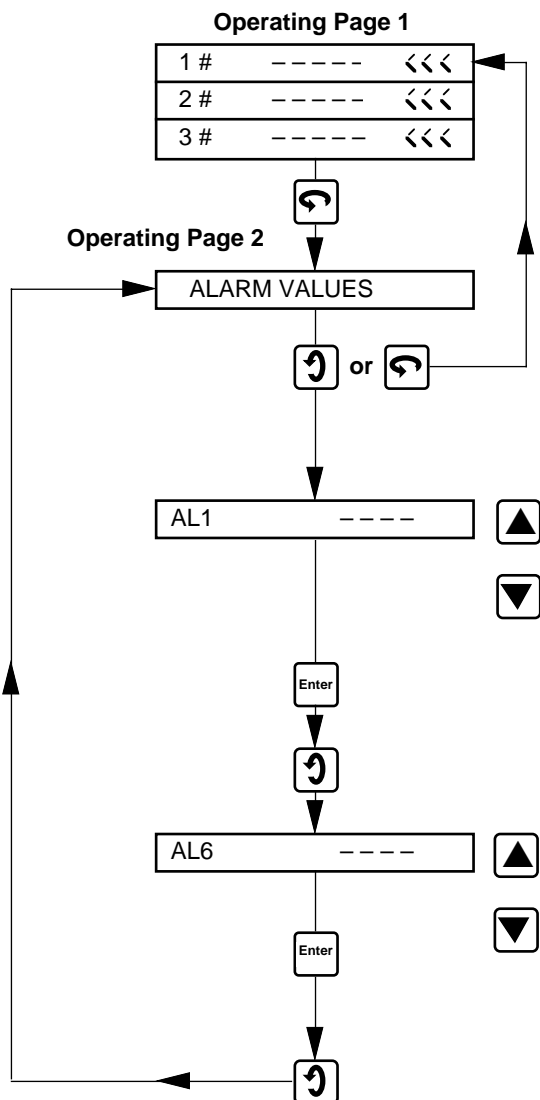 Operating Page 1
1 # – – – – – ‹‹‹
2 # – – – – – ‹‹‹
3 # – – – – – ‹‹‹
Operating Page 2
ALARM VALUES
or
AL1 – – – –
Enter
AL6 – – – –
Enter